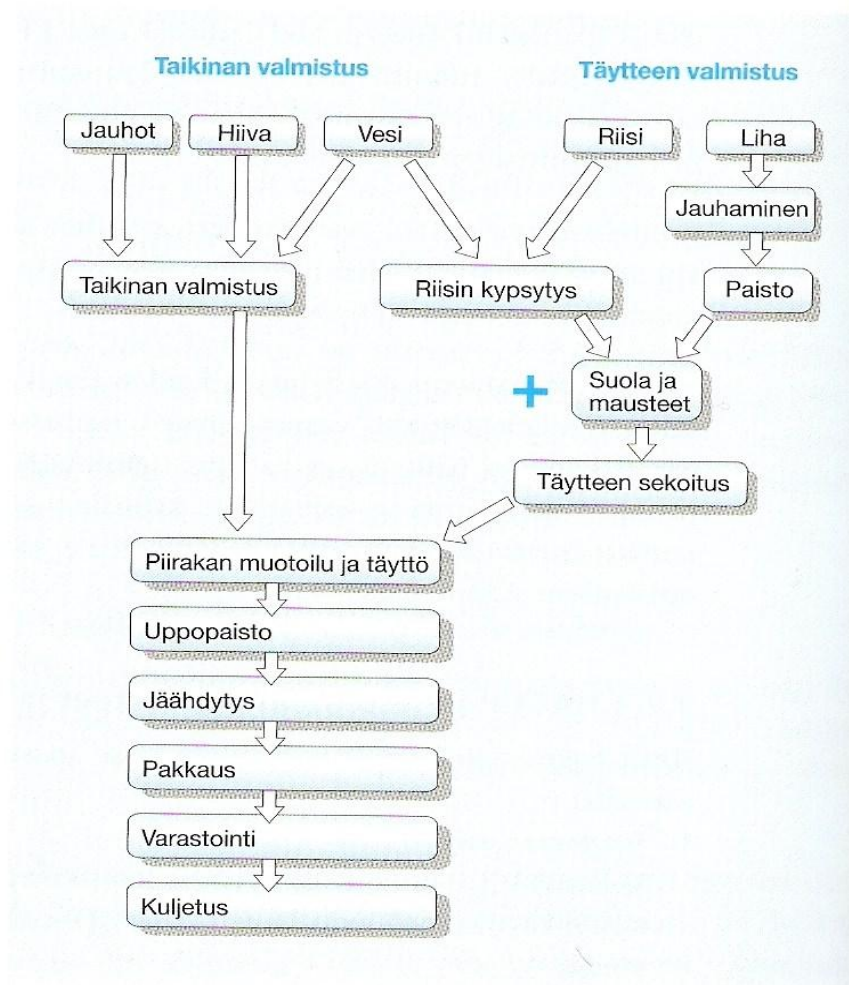 Taikinan valmistus
Täytteen valmistus
Jauhot
Hiiva
Vesi
Riisi
Liha
Jauhaminen
Taikinan valmistus
Riisin kypsytys
Paisto
+
Suola ja
mausteet
Täytteen sekoitus
Piirakan muotoilu ja täyttö
Uppopaisto
Jäähdytys
Pakkaus
Varastointi
Kuljetus